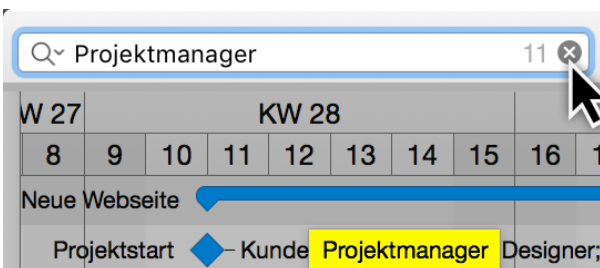 Projektmanager 11
W 27 KW 28
8 9 10 11 12 13 14 15 16
Neue Webseite
Projektstart Kunde Projektmanager Designer;